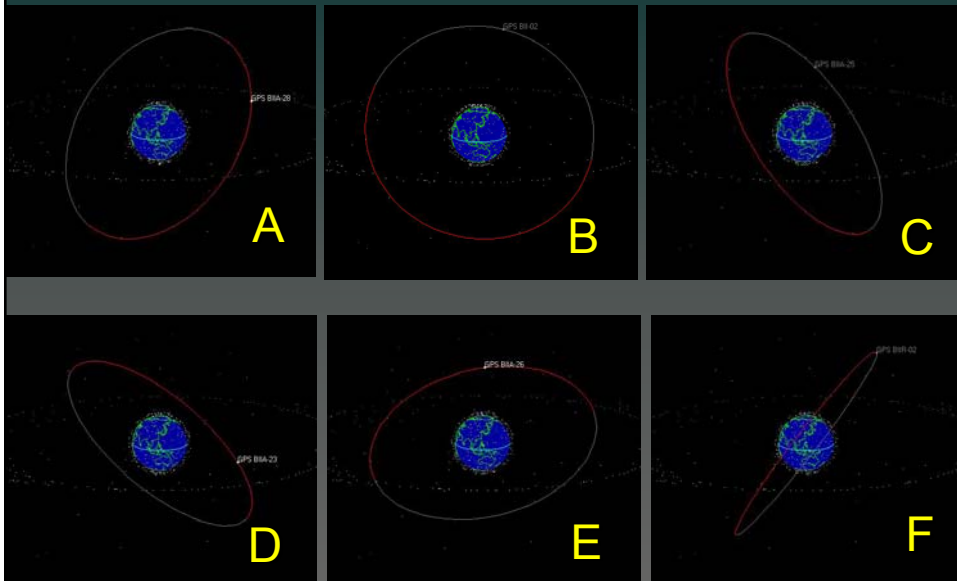 GPS BIIA-28
A
GPS BII-02
B
GPS BIIA-25
C
GPS BIIA-23
D
GPS BIIA-26
E
GPS BIIR-02
F